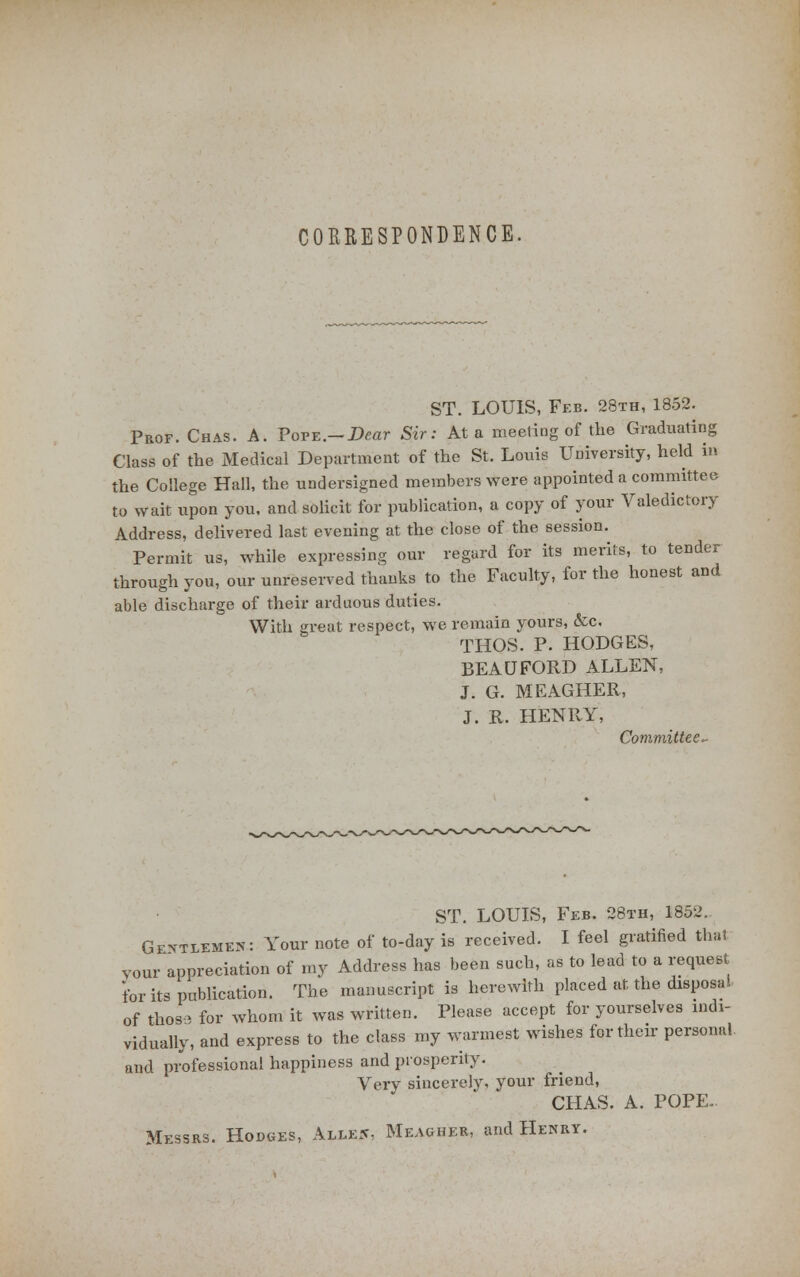 CORRESPONDENCE.
ST. LOUIS, Feb. 28th, 1852.
Prof. Chas. A. Pope.—Dear Sir: At a meeting of the Graduating
Class of the Medical Department of the St. Louis University, held in
the College Hall, the undersigned members were appointed a committee
to wait upon you, and solicit for publication, a copy of your Valedictory
Address, delivered last evening at the close of the session.
Permit us, while expressing our regard for its merits, to tender
through you, our unreserved thanks to the Faculty, for the honest and
able discharge of their arduous duties.
With great respect, we remain yours, &c.
THOS. P. HODGES,
BEAUFORD ALLEN,
J. G. MEAGHER,
J. R. HENRY,
Committee.
ST. LOUIS, Feb. 28th, 1852.
Gentlemen: Your note of to-day is received. I feel gratified that
your appreciation of my Address has been such, as to lead to a request
for its publication. The manuscript is herewith placed at the disposal
of those for whom it was written. Please accept for yourselves indi-
vidually, and express to the class my warmest wishes for their personal
and professional happiness and prosperity.
Very sincerely, your friend,
CHAS. A. POPE.
Messrs. Hodges, Allen, Meagher, and Henry.